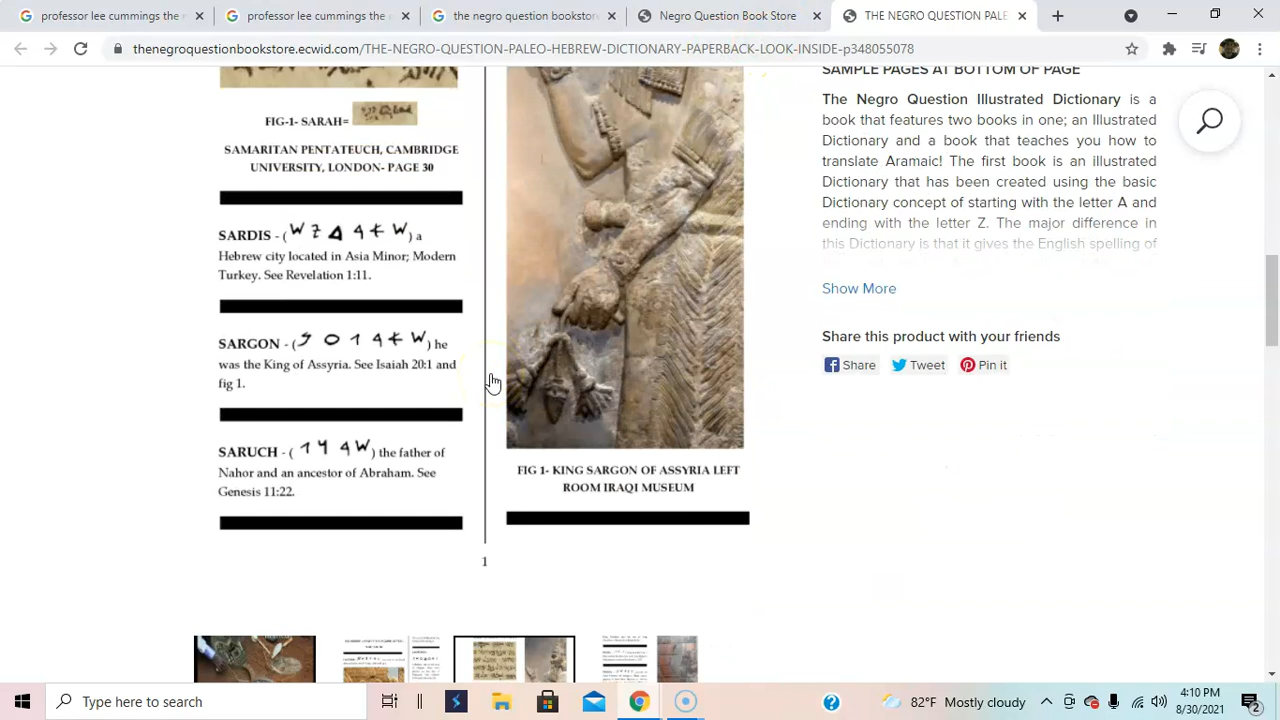 professor lee cummings the nam
professor lee cummings the neg
the negro question bookstore
Negro Question Book Store
THE NEGRO QUESTION PALE
thenegroquestionbookstore.ecwid.com/THE-NEGRO-QUESTION-PALEO-HEBREW-DICTIONARY-PAPERBACK-LOOK-INSIDE-p348055078
FIG-1- SARAH=
SAMARITAN PENTATEUCH, CAMBRIDGE
UNIVERSITY, LONDON- PAGE 30
SARDIS - ( ) a
Hebrew city located in Asia Minor; Modern
Turkey. See Revelation 1:11.
SARGON - ( ) he
was the King of Assyria. See Isaiah 20:1 and
fig 1.
SARUCH - ( ) the father of
Nahor and an ancestor of Abraham. See
Genesis 11:22.
FIG 1- KING SARGON OF ASSYRIA LEFT
ROOM IRAQI MUSEUM
1
SAMPLE PAGES AT BOTTOM OF PAGE
The Negro Question Illustrated Dictionary is a
book that features two books in one; an Illustrated
Dictionary and a book that teaches you how to
translate Aramaic! The first book is an illustrated
Dictionary that has been created using the basic
Dictionary concept of starting with the letter A and
ending with the letter Z. The major difference in
this Dictionary is that it gives the English spelling of
Show More
Share this product with your friends
Share
Tweet
Pin it
Type here to search
82°F Mostly cloudy
4:10 PM
8/30/2021
2